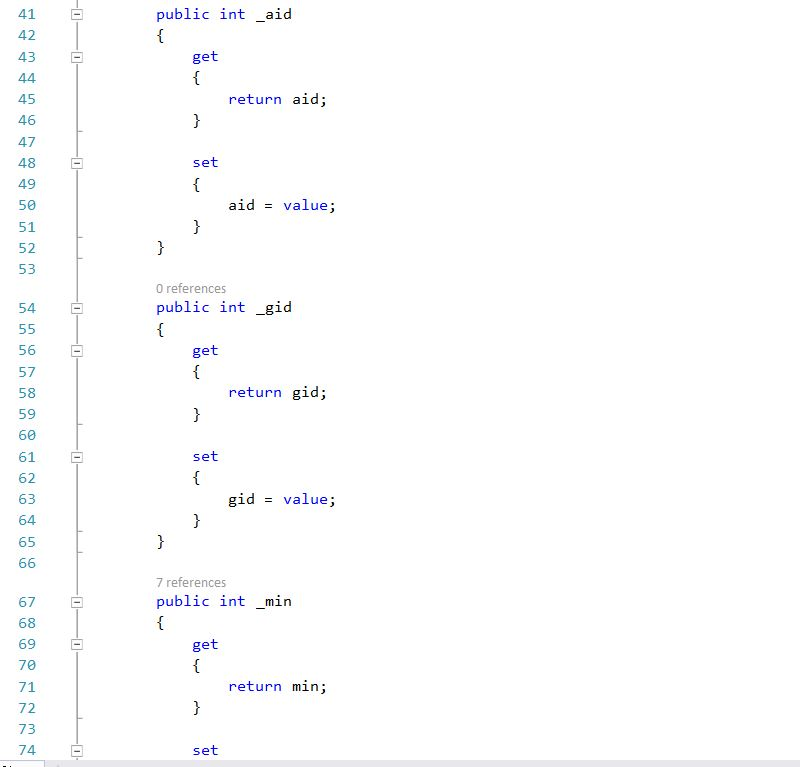 41 public int _aid
42 {
43 get
44 {
45 return aid;
46 }
47
48 set
49 {
50 aid = value;
51 }
52 }
53
0 references
54 public int _gid
55 {
56 get
57 {
58 return gid;
59 }
60
61 set
62 {
63 gid = value;
64 }
65 }
66
7 references
67 public int _min
68 {
69 get
70 {
71 return min;
72 }
73
74 set